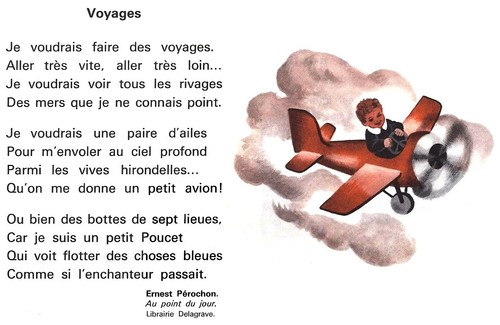 Voyages
Je voudrais faire des voyages.
Aller très vite, aller très loin...
Je voudrais voir tous les rivages
Des mers que je ne connais point.
Je voudrais une paire d'ailes
Pour m'envoler au ciel profond
Parmi les vives hirondelles...
Qu'on me donne un petit avion!
Ou bien des bottes de sept lieues,
Car je suis un petit Poucet
Qui voit flotter des choses bleues
Comme si l'enchanteur passait.
Ernest Pérochon.
Au point du jour.
Librairie Delagrave.